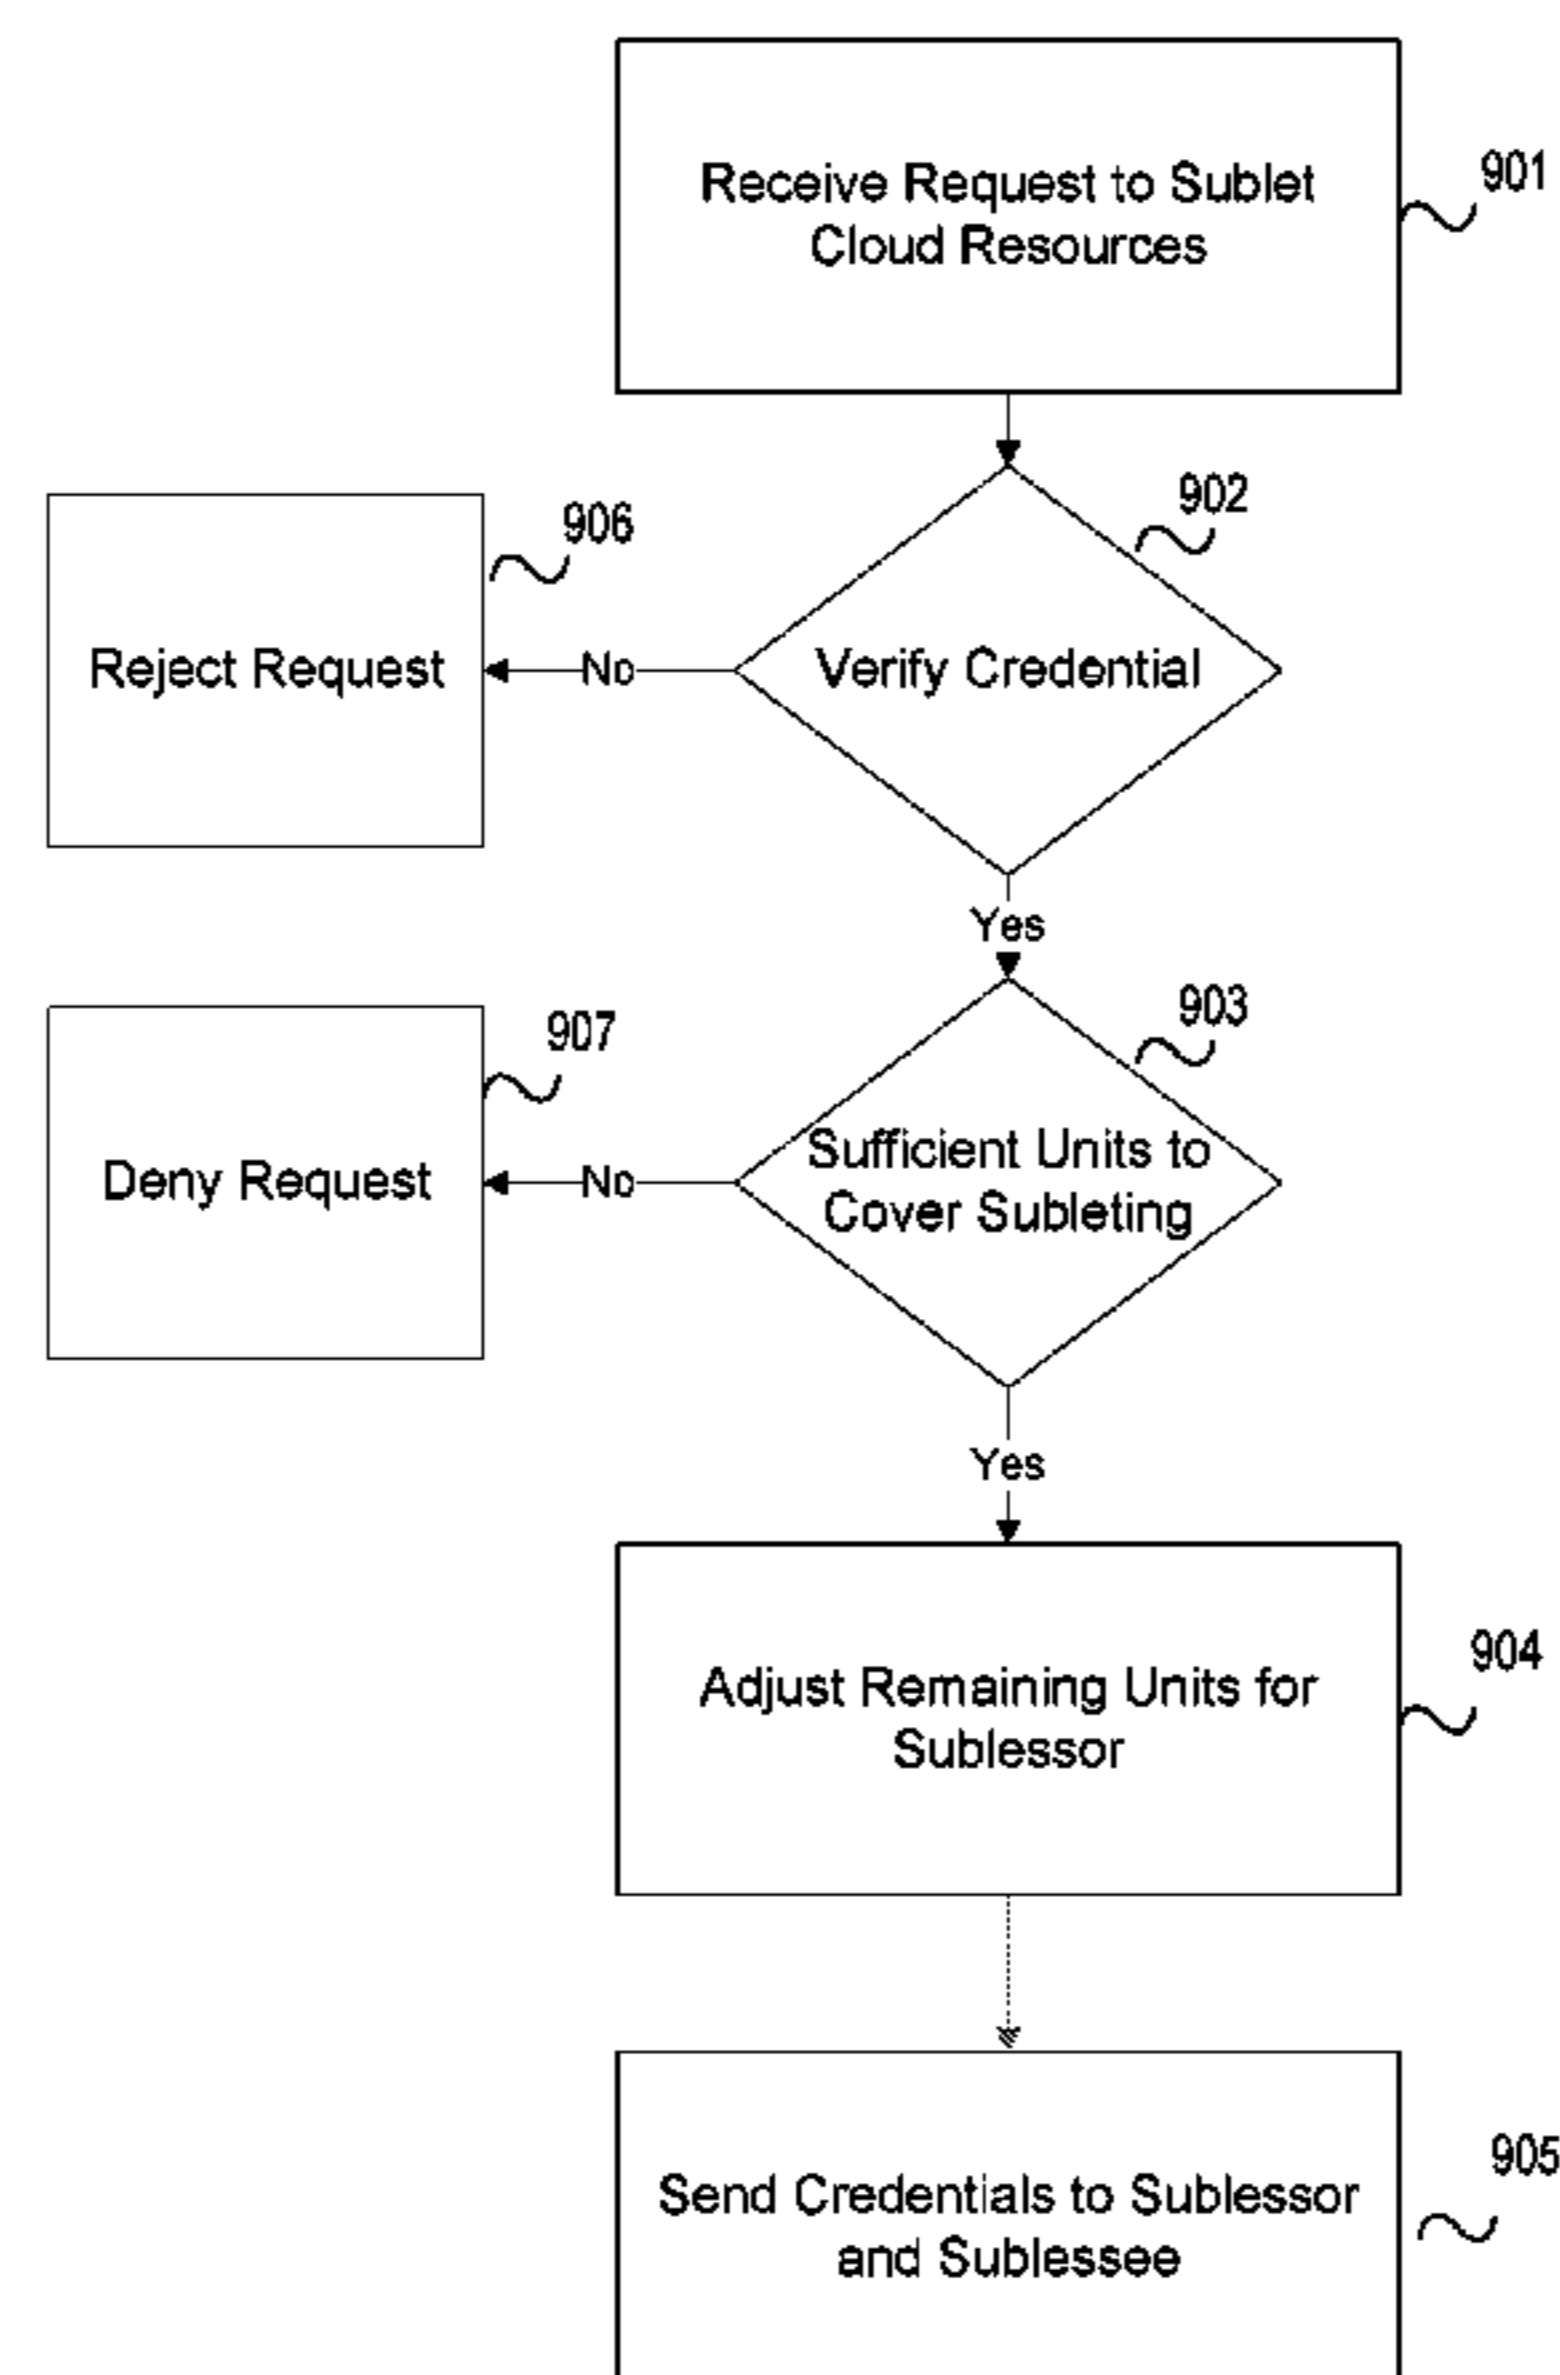 Receive Request to Sublet
Cloud Resources
901
902
906
Verify Credential
No
Reject Request
Yes
903
907
Sufficient Units to
Cover Subleting
No
Deny Request
Yes
904
Adjust Remaining Units for
Sublessor
905
Send Credentials to Sublessor
and Sublessee